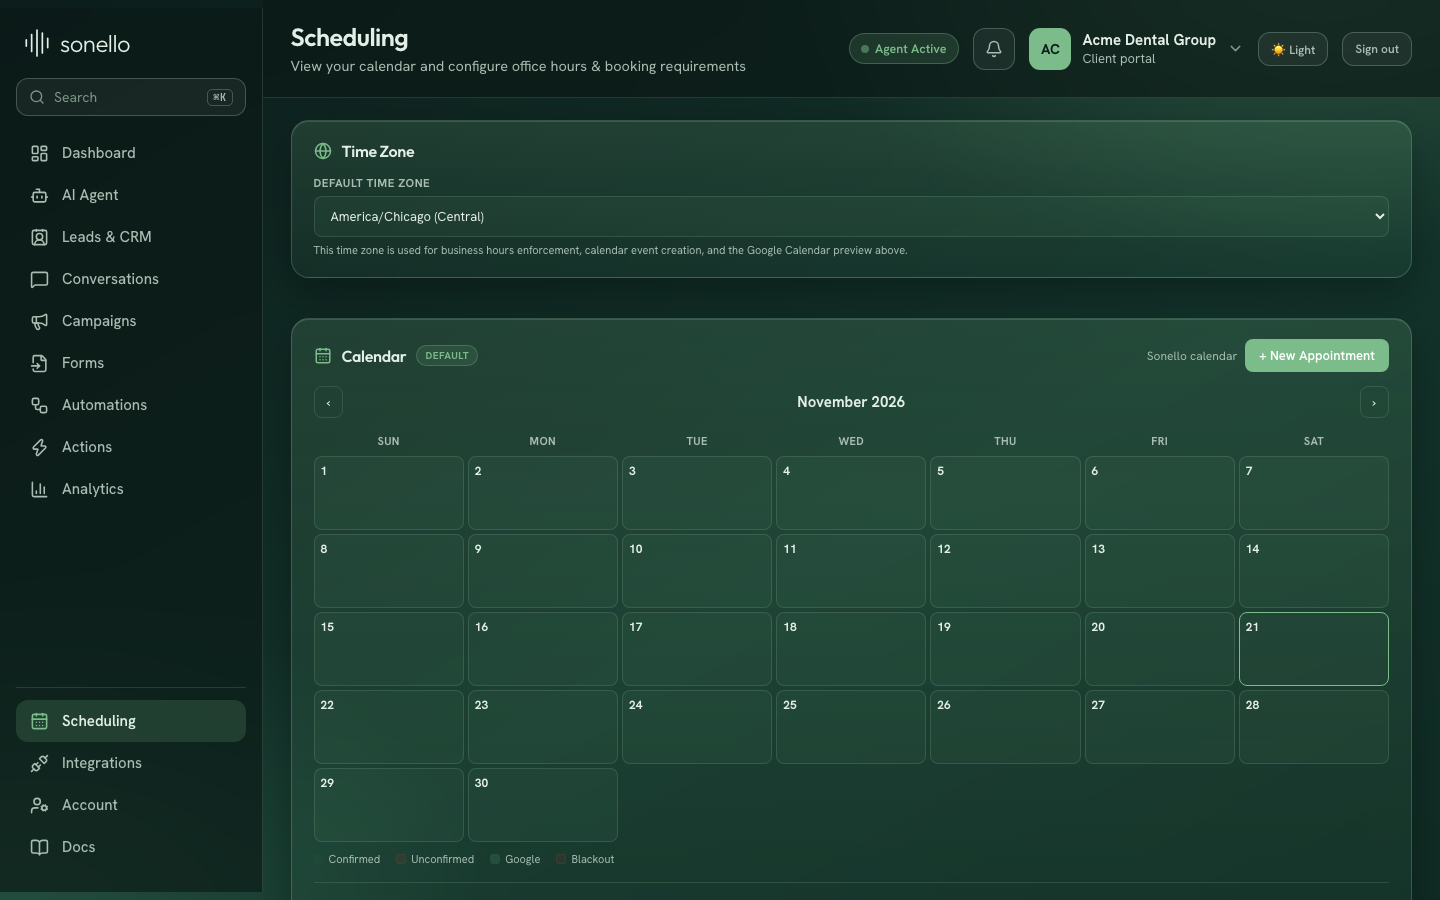 sonello
Search
⌘K
Dashboard
AI Agent
Leads & CRM
Conversations
Campaigns
Forms
Automations
Actions
Analytics
Scheduling
Integrations
Account
Docs
Scheduling
View your calendar and configure office hours & booking requirements
Agent Active
AC
Acme Dental Group
Client portal
Light
Sign out
Time Zone
DEFAULT TIME ZONE
America/Chicago (Central)
This time zone is used for business hours enforcement, calendar event creation, and the Google Calendar preview above.
Calendar
DEFAULT
Sonello calendar
+ New Appointment
‹
November 2026
›
SUN MON TUE WED THU FRI SAT
1 2 3 4 5 6 7
8 9 10 11 12 13 14
15 16 17 18 19 20 21
22 23 24 25 26 27 28
29 30
Confirmed Unconfirmed Google Blackout